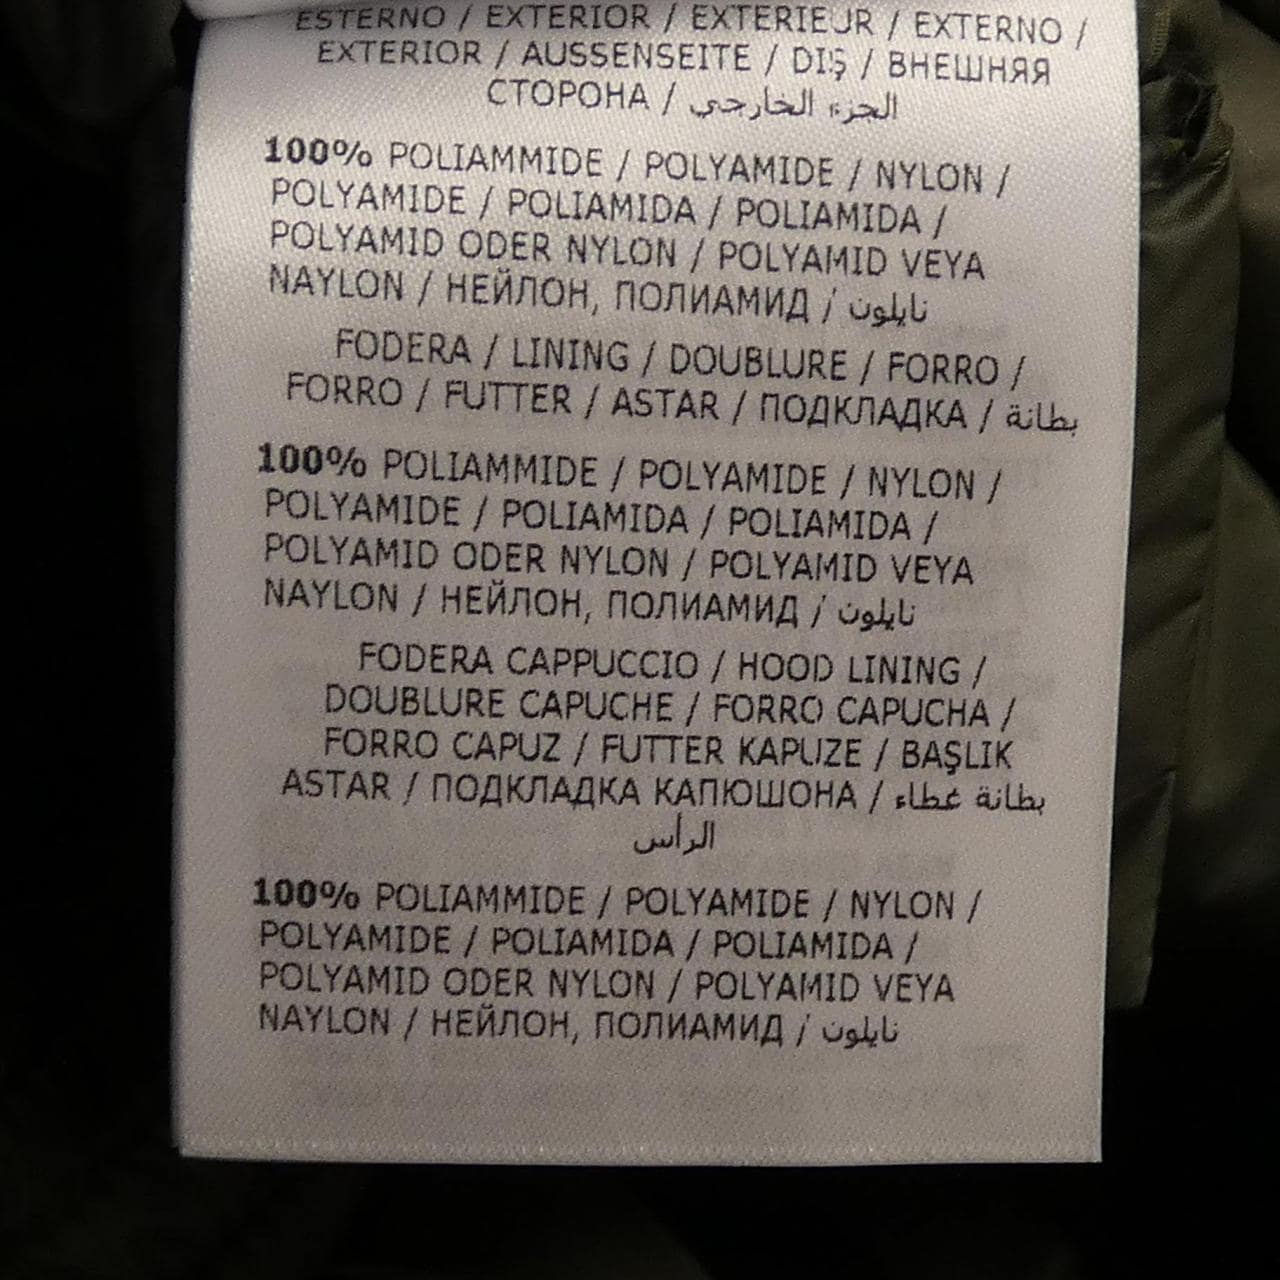 ESTERNO / EXTERIOR / EXTERIEUR / EXTERNO /
EXTERIOR / AUSSENSEITE / DIŞ / ВНЕШНЯЯ
СТОРОНА / الجزء الخارجي
100% POLIAMMIDE / POLYAMIDE / NYLON /
POLYAMIDE / POLIAMIDA / POLIAMIDA /
POLYAMID ODER NYLON / POLYAMID VEYA
NAYLON / НЕЙЛОН, ПОЛИАМИД / نايلون
FODERA / LINING / DOUBLURE / FORRO /
FORRO / FUTTER / ASTAR / ПОДКЛАДКА / بطانة
100% POLIAMMIDE / POLYAMIDE / NYLON /
POLYAMIDE / POLIAMIDA / POLIAMIDA /
POLYAMID ODER NYLON / POLYAMID VEYA
NAYLON / НЕЙЛОН, ПОЛИАМИД / نايلون
FODERA CAPPUCCIO / HOOD LINING /
DOUBLURE CAPUCHE / FORRO CAPUCHA /
FORRO CAPUZ / FUTTER KAPUZE / BAŞLIK
ASTAR / ПОДКЛАДКА КАПЮШОНА / بطانة غطاء
الرأس
100% POLIAMMIDE / POLYAMIDE / NYLON /
POLYAMIDE / POLIAMIDA / POLIAMIDA /
POLYAMID ODER NYLON / POLYAMID VEYA
NAYLON / НЕЙЛОН, ПОЛИАМИД / نايلون